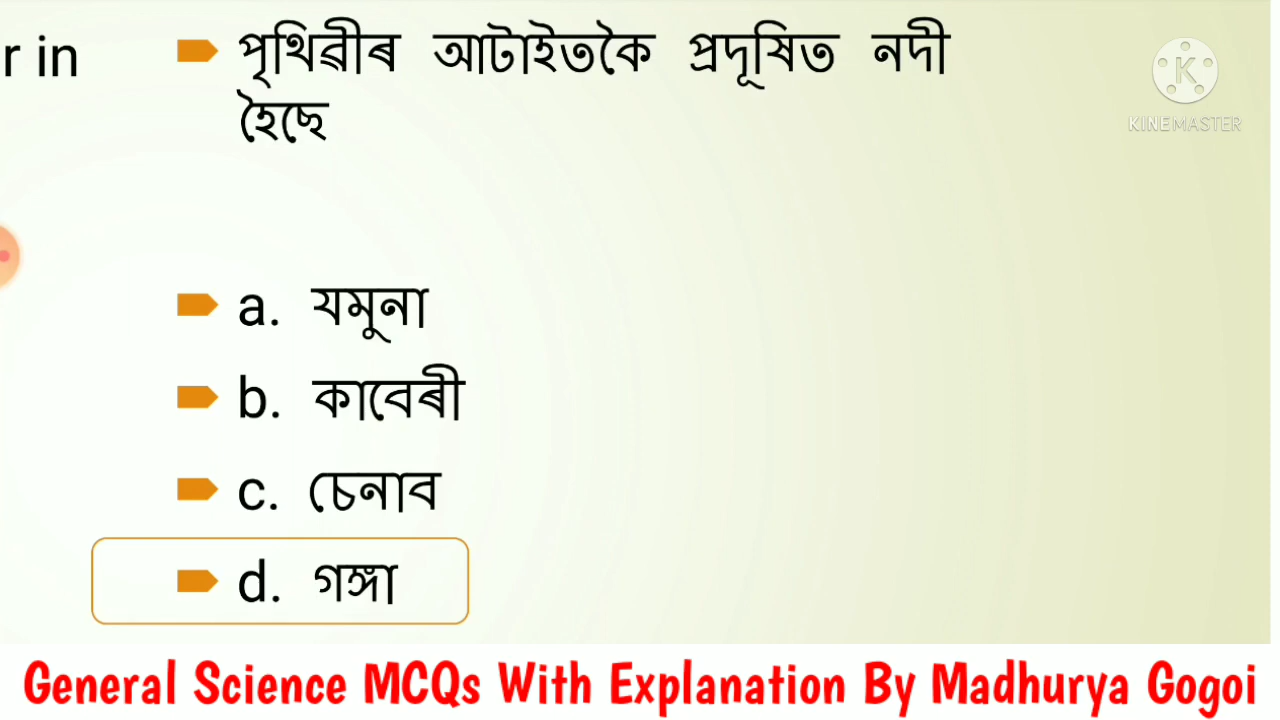 r in
পৃথিৱীৰ আটাইতকৈ প্ৰদূষিত নদী
হৈছে
KINEMASTER
a. যমুনা
b. কাবেৰী
c. চেনাব
d. গঙ্গা
General Science MCQs With Explanation By Madhurya Gogoi